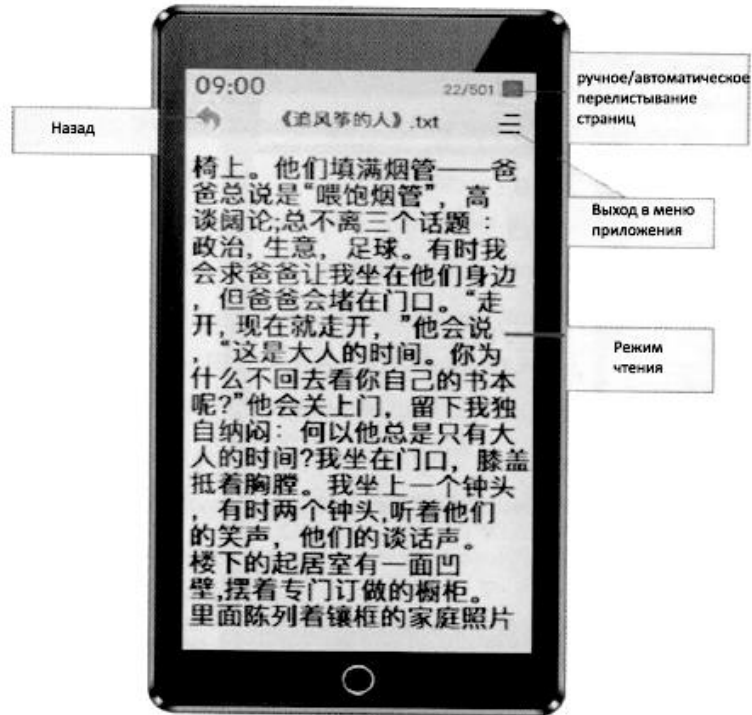 09:00
22/501
《追风筝的人》.txt
椅上。他们填满烟管——爸
爸总说是“喂饱烟管”，高
谈阔论;总不离三个话题：
政治, 生意，足球。有时我
会求爸爸让我坐在他们身边
，但爸爸会堵在门口。“走
开, 现在就走开，”他会说
，“这是大人的时间。你为
什么不回去看你自己的书本
呢?”他会关上门，留下我独
自纳闷：何以他总是只有大
人的时间?我坐在门口，膝盖
抵着胸膛。我坐上一个钟头
，有时两个钟头,听着他们
的笑声，他们的谈话声。
楼下的起居室有一面凹
壁,摆着专门订做的橱柜。
里面陈列着镶框的家庭照片
Назад
ручное/автоматическое
перелистывание
страниц
Выход в меню
приложения
Режим
чтения